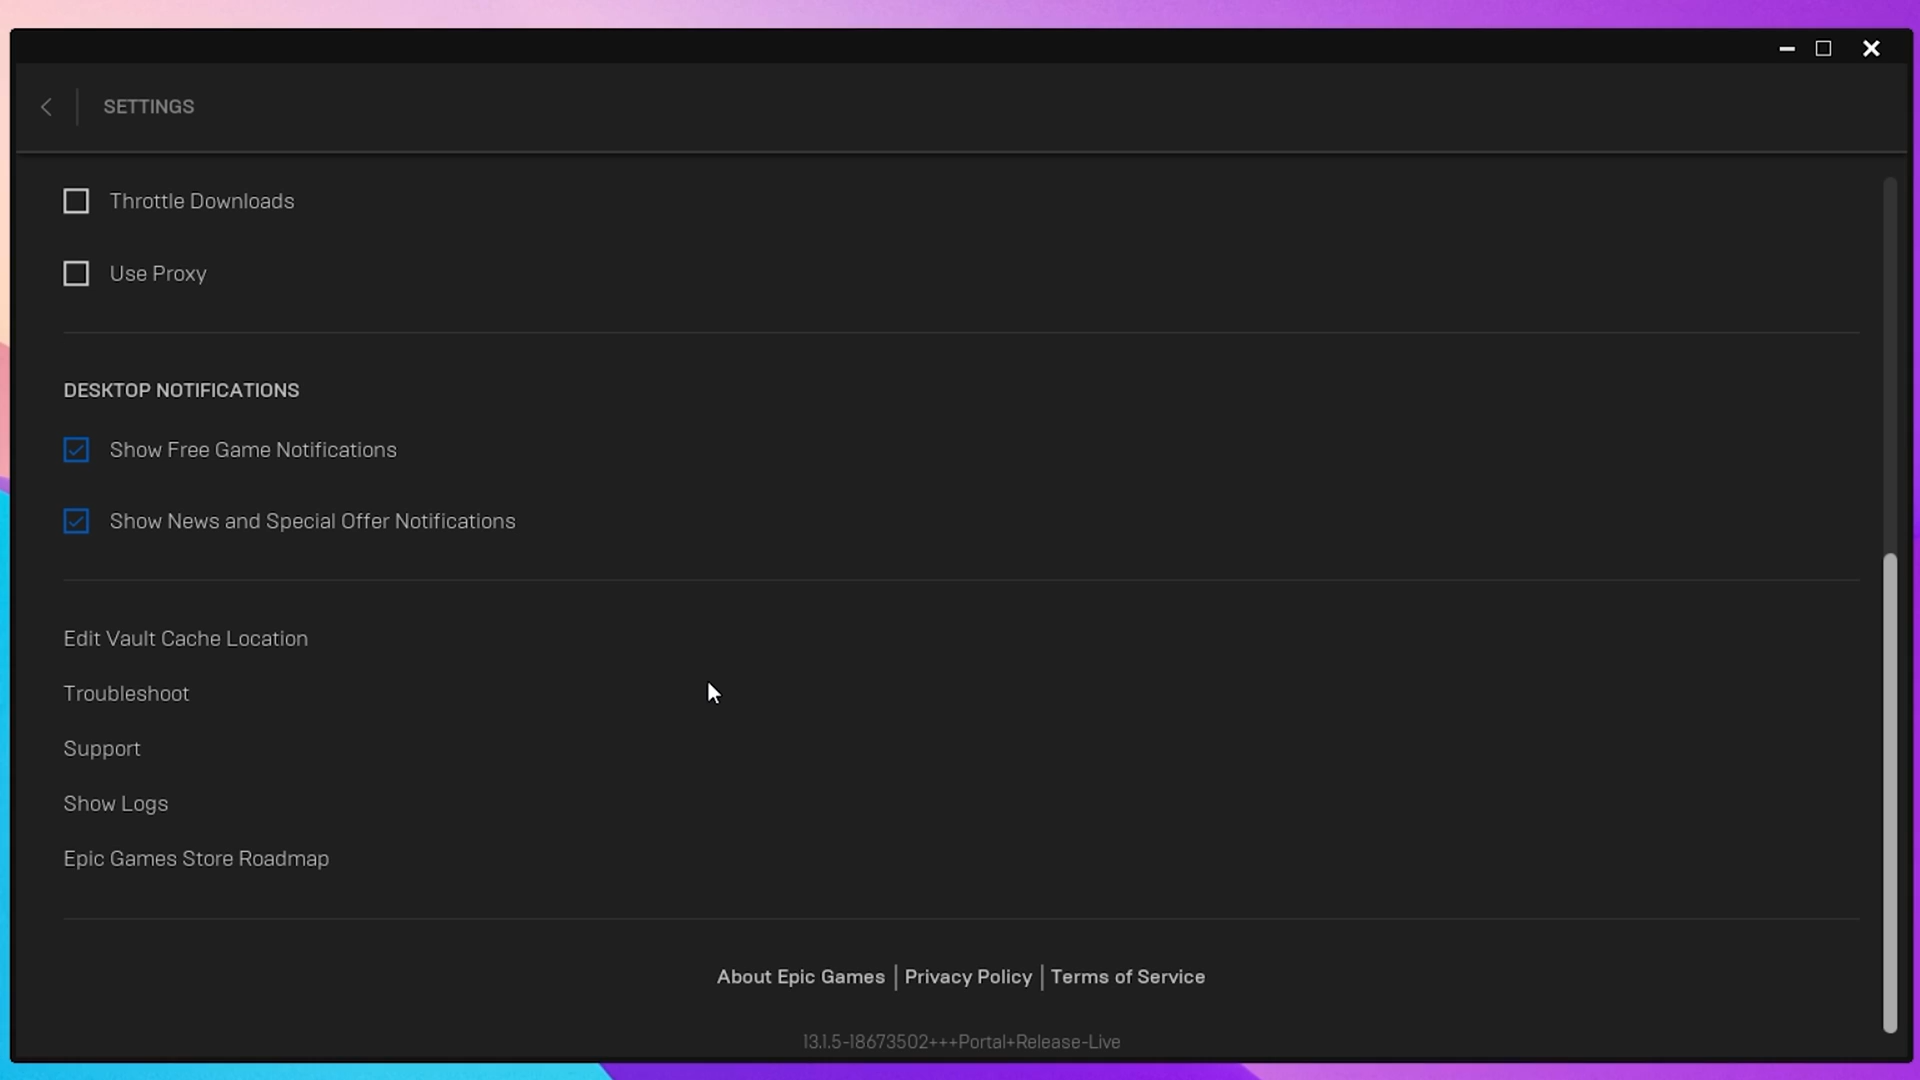 SETTINGS
Throttle Downloads
Use Proxy
DESKTOP NOTIFICATIONS
Show Free Game Notifications
Show News and Special Offer Notifications
Edit Vault Cache Location
Troubleshoot
Support
Show Logs
Epic Games Store Roadmap
About Epic Games | Privacy Policy | Terms of Service
13.1.5-18673502+++Portal+Release-Live